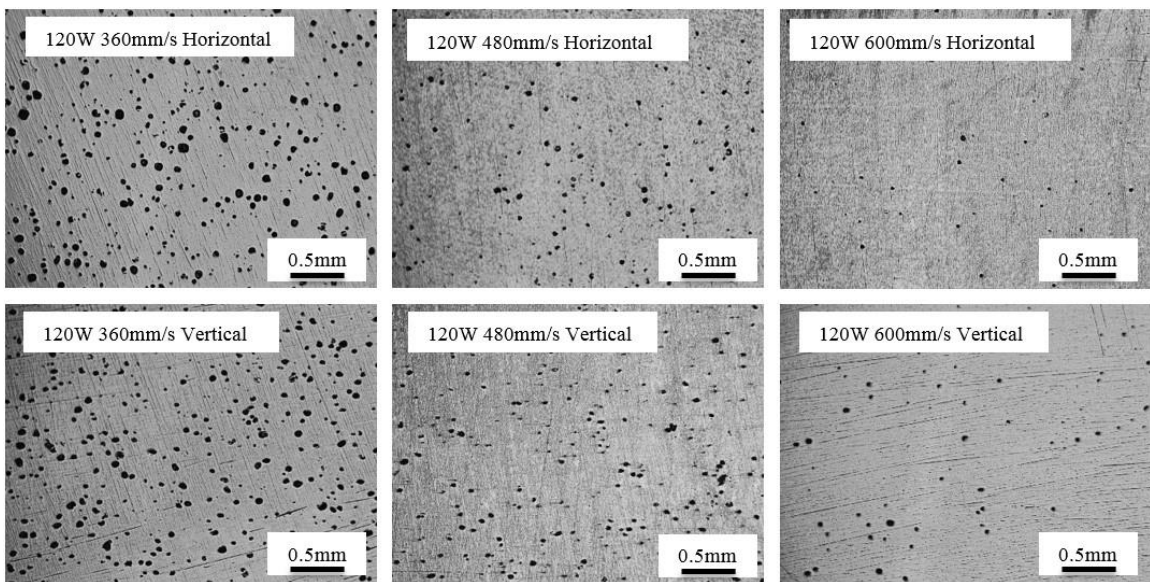 120W 360mm/s Horizontal
120W 480mm/s Horizontal
120W 600mm/s Horizontal
0.5mm
0.5mm
0.5mm
120W 360mm/s Vertical
120W 480mm/s Vertical
120W 600mm/s Vertical
0.5mm
0.5mm
0.5mm